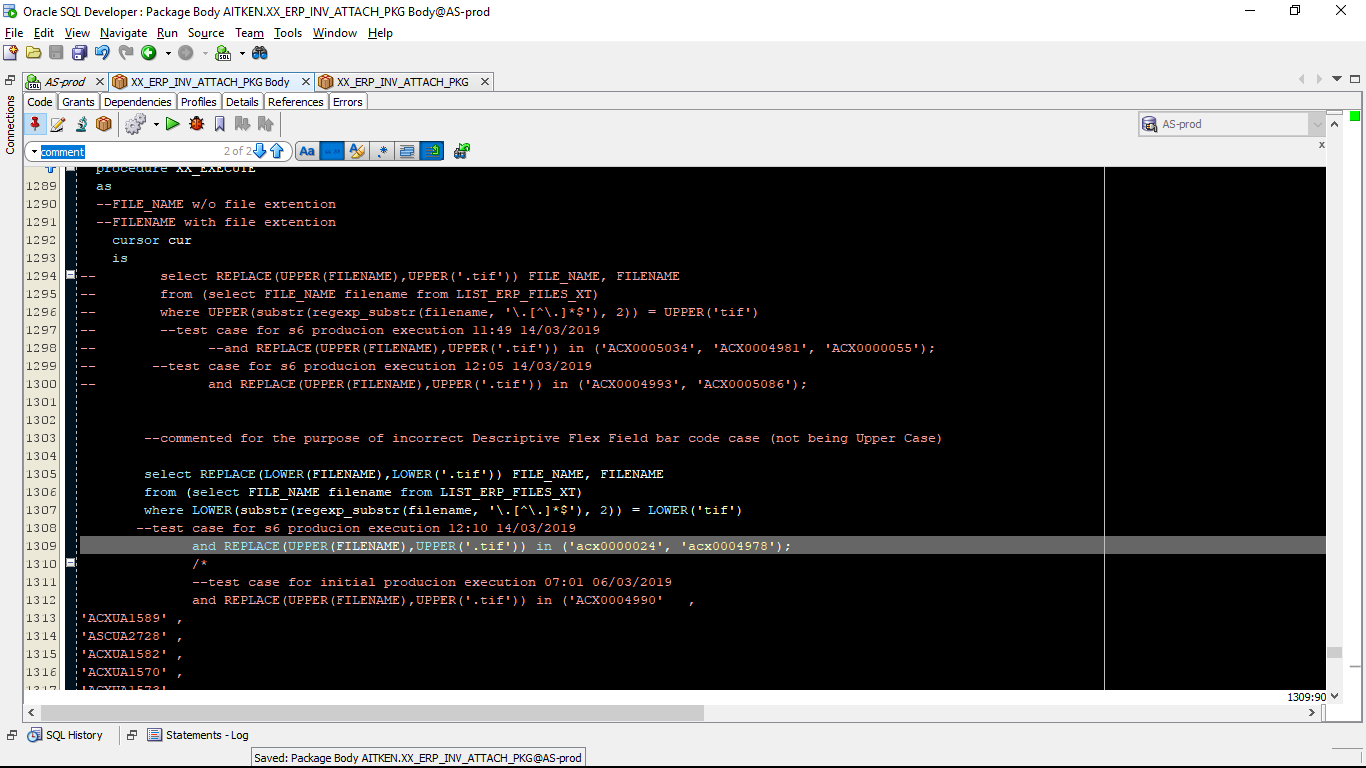 Oracle SQL Developer : Package Body AITKEN.XX_ERP_INV_ATTACH_PKG Body@AS-prod
File Edit View Navigate Run Source Team Tools Window Help
AS-prod XX_ERP_INV_ATTACH_PKG Body XX_ERP_INV_ATTACH_PKG
Connections
Code Grants Dependencies Profiles Details References Errors
AS-prod
comment 2 of 2 Aa
procedure XX_EXECUTE
1289 as
1290 --FILE_NAME w/o file extention
1291 --FILENAME with file extention
1292 cursor cur
1293 is
1294 -- select REPLACE(UPPER(FILENAME),UPPER('.tif')) FILE_NAME, FILENAME
1295 -- from (select FILE_NAME filename from LIST_ERP_FILES_XT)
1296 -- where UPPER(substr(regexp_substr(filename, '\.[^\.]*$'), 2)) = UPPER('tif')
1297 -- --test case for s6 producion execution 11:49 14/03/2019
1298 -- --and REPLACE(UPPER(FILENAME),UPPER('.tif')) in ('ACX0005034', 'ACX0004981', 'ACX0000055');
1299 -- --test case for s6 producion execution 12:05 14/03/2019
1300 -- and REPLACE(UPPER(FILENAME),UPPER('.tif')) in ('ACX0004993', 'ACX0005086');
1301
1302
1303 --commented for the purpose of incorrect Descriptive Flex Field bar code case (not being Upper Case)
1304
1305 select REPLACE(LOWER(FILENAME),LOWER('.tif')) FILE_NAME, FILENAME
1306 from (select FILE_NAME filename from LIST_ERP_FILES_XT)
1307 where LOWER(substr(regexp_substr(filename, '\.[^\.]*$'), 2)) = LOWER('tif')
1308 --test case for s6 producion execution 12:10 14/03/2019
1309 and REPLACE(UPPER(FILENAME),UPPER('.tif')) in ('acx0000024', 'acx0004978');
1310 /*
1311 --test case for initial producion execution 07:01 06/03/2019
1312 and REPLACE(UPPER(FILENAME),UPPER('.tif')) in ('ACX0004990' ,
1313 'ACXUA1589' ,
1314 'ASCUA2728' ,
1315 'ACXUA1582' ,
1316 'ACXUA1570' ,
1317 'ACXUA1573'
1309:90
SQL History Statements - Log
Saved: Package Body AITKEN.XX_ERP_INV_ATTACH_PKG@AS-prod